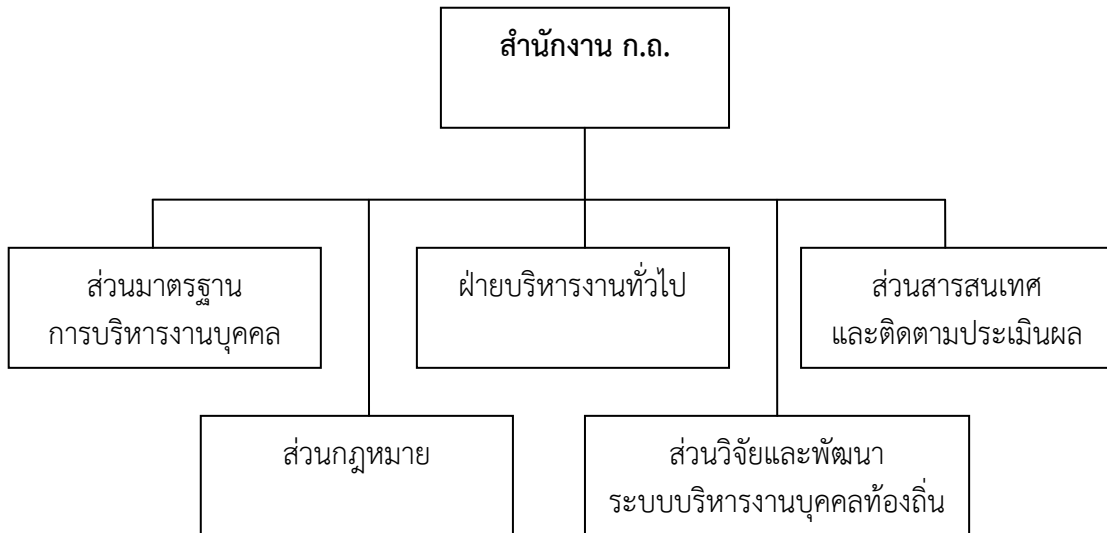 สำนักงาน ก.ถ.
ส่วนมาตรฐาน
การบริหารงานบุคคล
ฝ่ายบริหารงานทั่วไป
ส่วนสารสนเทศ
และติดตามประเมินผล
ส่วนกฎหมาย
ส่วนวิจัยและพัฒนา
ระบบบริหารงานบุคคลท้องถิ่น